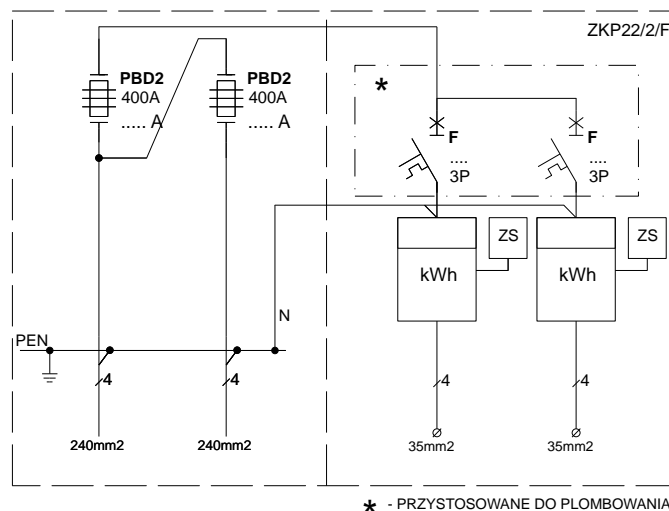 ZKP22/2/F
PBD2
400A
..... A
PBD2
400A
..... A
*
F
....
3P
F
....
3P
kWh
ZS
kWh
ZS
N
PEN
4
4
4
4
240mm2
240mm2
35mm2
35mm2
* - PRZYSTOSOWANE DO PLOMBOWANIA